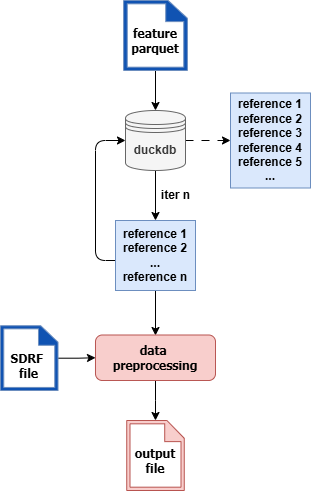 feature
parquet
duckdb
reference 1
reference 2
reference 3
reference 4
reference 5
...
iter n
reference 1
reference 2
...
reference n
SDRF
file
data
preprocessing
output
file